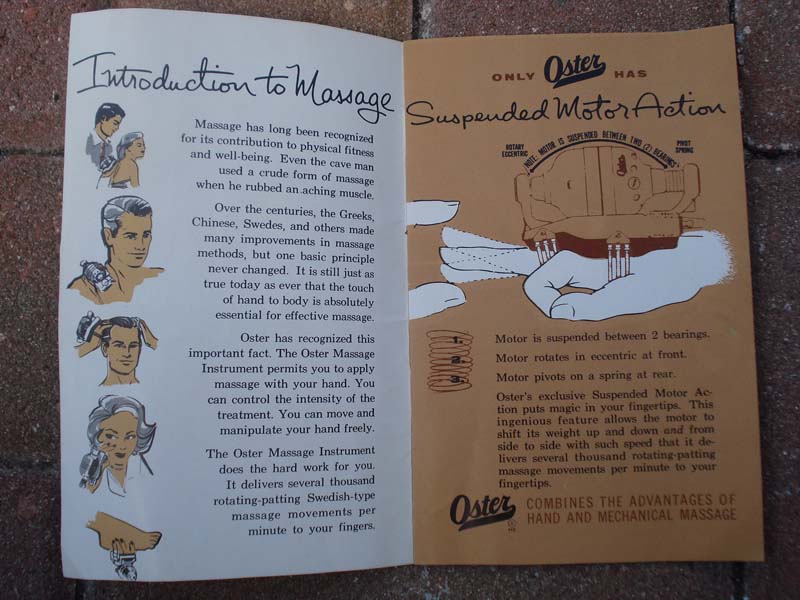 Introduction to Massage
Massage has long been recognized
for its contribution to physical fitness
and well-being. Even the cave man
used a crude form of massage
when he rubbed an aching muscle.
Over the centuries, the Greeks,
Chinese, Swedes, and others made
many improvements in massage
methods, but one basic principle
never changed. It is still just as
true today as ever that the touch
of hand to body is absolutely
essential for effective massage.
Oster has recognized this
important fact. The Oster Massage
Instrument permits you to apply
massage with your hand. You
can control the intensity of the
treatment. You can move and
manipulate your hand freely.
The Oster Massage Instrument
does the hard work for you.
It delivers several thousand
rotating-patting Swedish-type
massage movements per
minute to your fingers.
ONLY Oster HAS
Suspended Motor Action
ROTARY
ECCENTRIC
NOTE: MOTOR IS SUSPENDED BETWEEN TWO (2) BEARINGS
PIVOT
SPRING
Oster
1. Motor is suspended between 2 bearings.
2. Motor rotates in eccentric at front.
3. Motor pivots on a spring at rear.
Oster's exclusive Suspended Motor Ac-
tion puts magic in your fingertips. This
ingenious feature allows the motor to
shift its weight up and down and from
side to side with such speed that it de-
livers several thousand rotating-patting
massage movements per minute to your
fingertips.
Oster COMBINES THE ADVANTAGES OF
HAND AND MECHANICAL MASSAGE